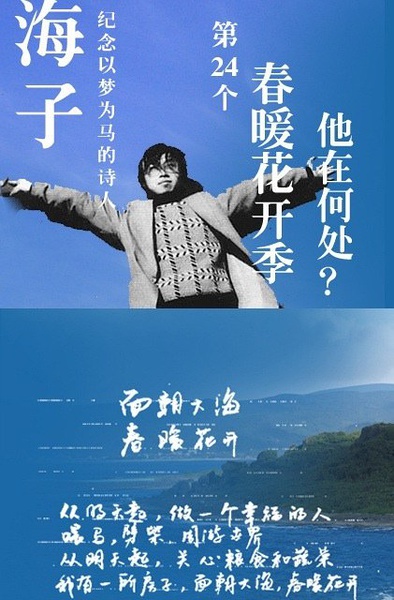 海子
纪念以梦为马的诗人
第24个
春暖花开季
他在何处？
面朝大海
春暖花开
从明天起，做一个幸福的人
喂马，劈柴，周游世界
从明天起，关心粮食和蔬菜
我有一所房子，面朝大海，春暖花开